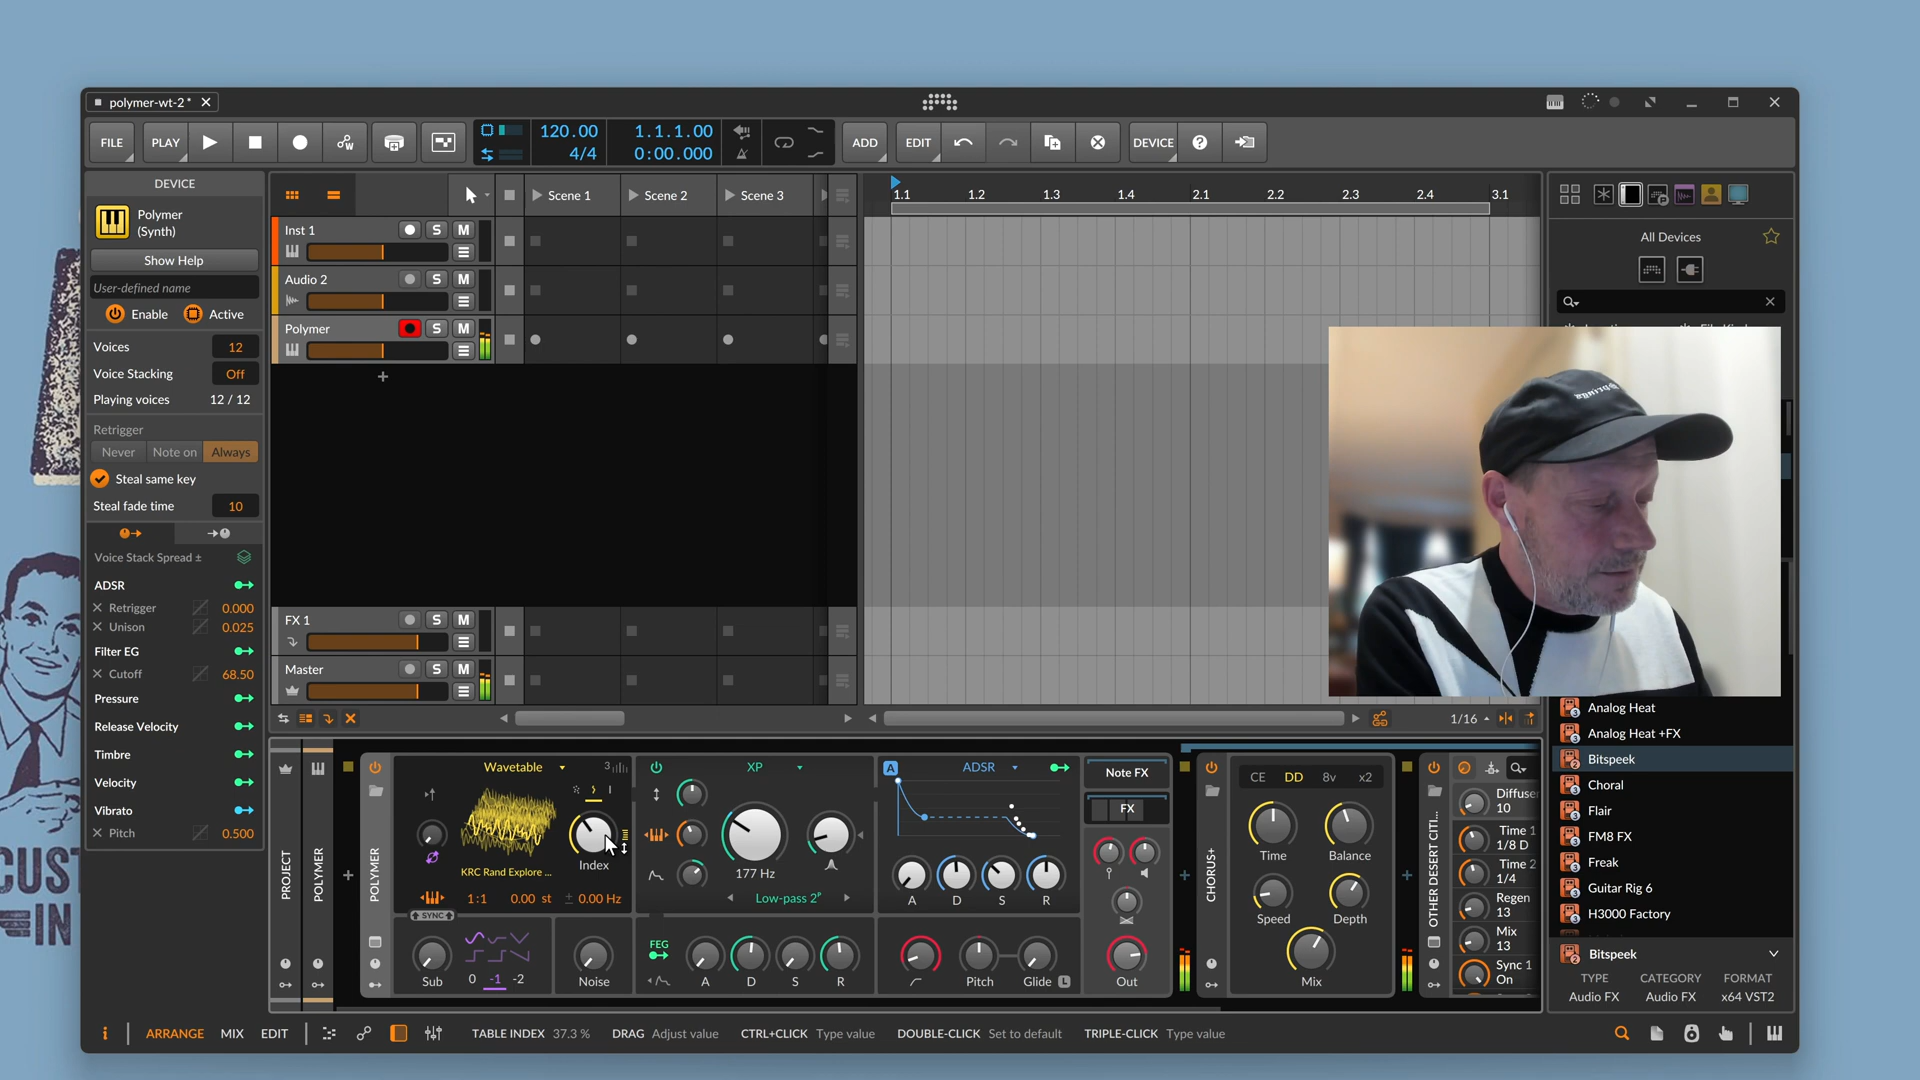 polymer-wt-2*
FILE
PLAY
120.00
4/4
1.1.1.00
0:00.000
ADD
EDIT
DEVICE
DEVICE
Polymer
(Synth)
Show Help
User-defined name
Enable
Active
Voices
12
Voice Stacking
Off
Playing voices
12 / 12
Retrigger
Never
Note on
Always
Steal same key
Steal fade time
10
Voice Stack Spread ±
ADSR
Retrigger
0.000
Unison
0.025
Filter EG
Cutoff
68.50
Pressure
Release Velocity
Timbre
Velocity
Vibrato
Pitch
0.500
Scene 1
Scene 2
Scene 3
Inst 1
S
M
Audio 2
S
M
Polymer
S
M
FX 1
S
M
Master
S
M
1.1
1.2
1.3
1.4
2.1
2.2
2.3
2.4
3.1
1/16
All Devices
Analog Heat
Analog Heat +FX
Bitspeek
Choral
Flair
FM8 FX
Freak
Guitar Rig 6
H3000 Factory
Bitspeek
TYPE
CATEGORY
FORMAT
Audio FX
Audio FX
x64 VST2
PROJECT
POLYMER
POLYMER
Wavetable
3
KRC Rand Explore ...
Index
1:1
0.00 st
± 0.00 Hz
SYNC
Sub
0
-1
-2
Noise
XP
177 Hz
Low-pass 2ᴾ
FEG
A
D
S
R
A
ADSR
A
D
S
R
Pitch
Glide
L
Note FX
FX
Out
CHORUS+
CE
DD
8v
x2
Time
Balance
Speed
Depth
Mix
OTHER DESERT CITI...
Diffuser
10
Time 1
1/8 D
Time 2
1/4
Regen
13
Mix
13
Sync 1
On
ARRANGE
MIX
EDIT
TABLE INDEX
37.3 %
DRAG
Adjust value
CTRL+CLICK
Type value
DOUBLE-CLICK
Set to default
TRIPLE-CLICK
Type value
CUST
IN